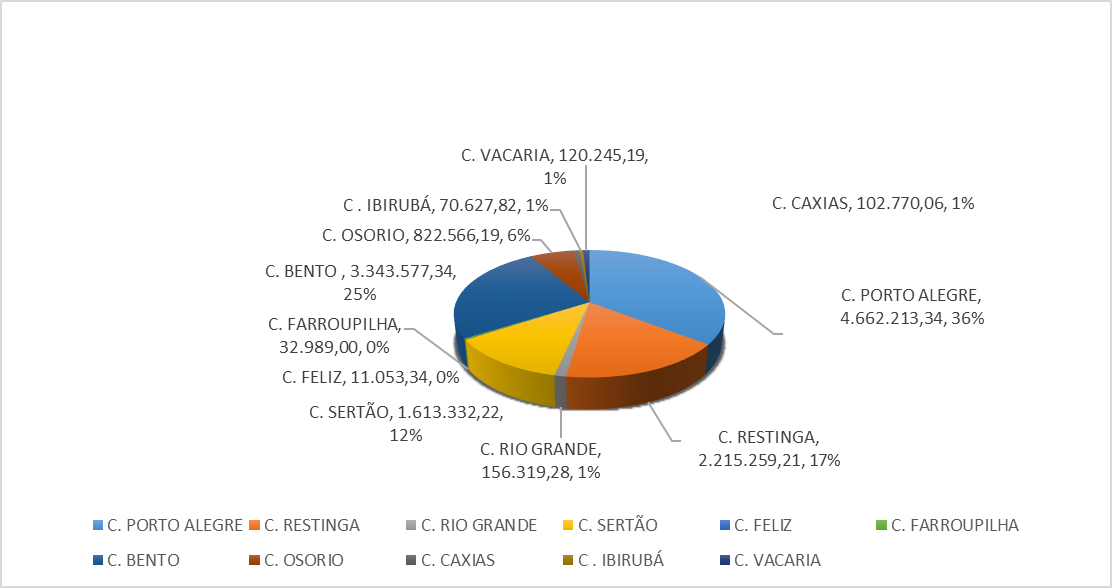 C. VACARIA, 120.245,19,
1%
C. CAXIAS, 102.770,06, 1%
C . IBIRUBÁ, 70.627,82, 1%
C. OSORIO, 822.566,19, 6%
C. BENTO , 3.343.577,34,
25%
C. PORTO ALEGRE,
4.662.213,34, 36%
C. FARROUPILHA,
32.989,00, 0%
C. FELIZ, 11.053,34, 0%
C. SERTÃO, 1.613.332,22,
12%
C. RIO GRANDE,
156.319,28, 1%
C. RESTINGA,
2.215.259,21, 17%
C. PORTO ALEGRE C. RESTINGA C. RIO GRANDE C. SERTÃO C. FELIZ C. FARROUPILHA
C. BENTO C. OSORIO C. CAXIAS C . IBIRUBÁ C. VACARIA